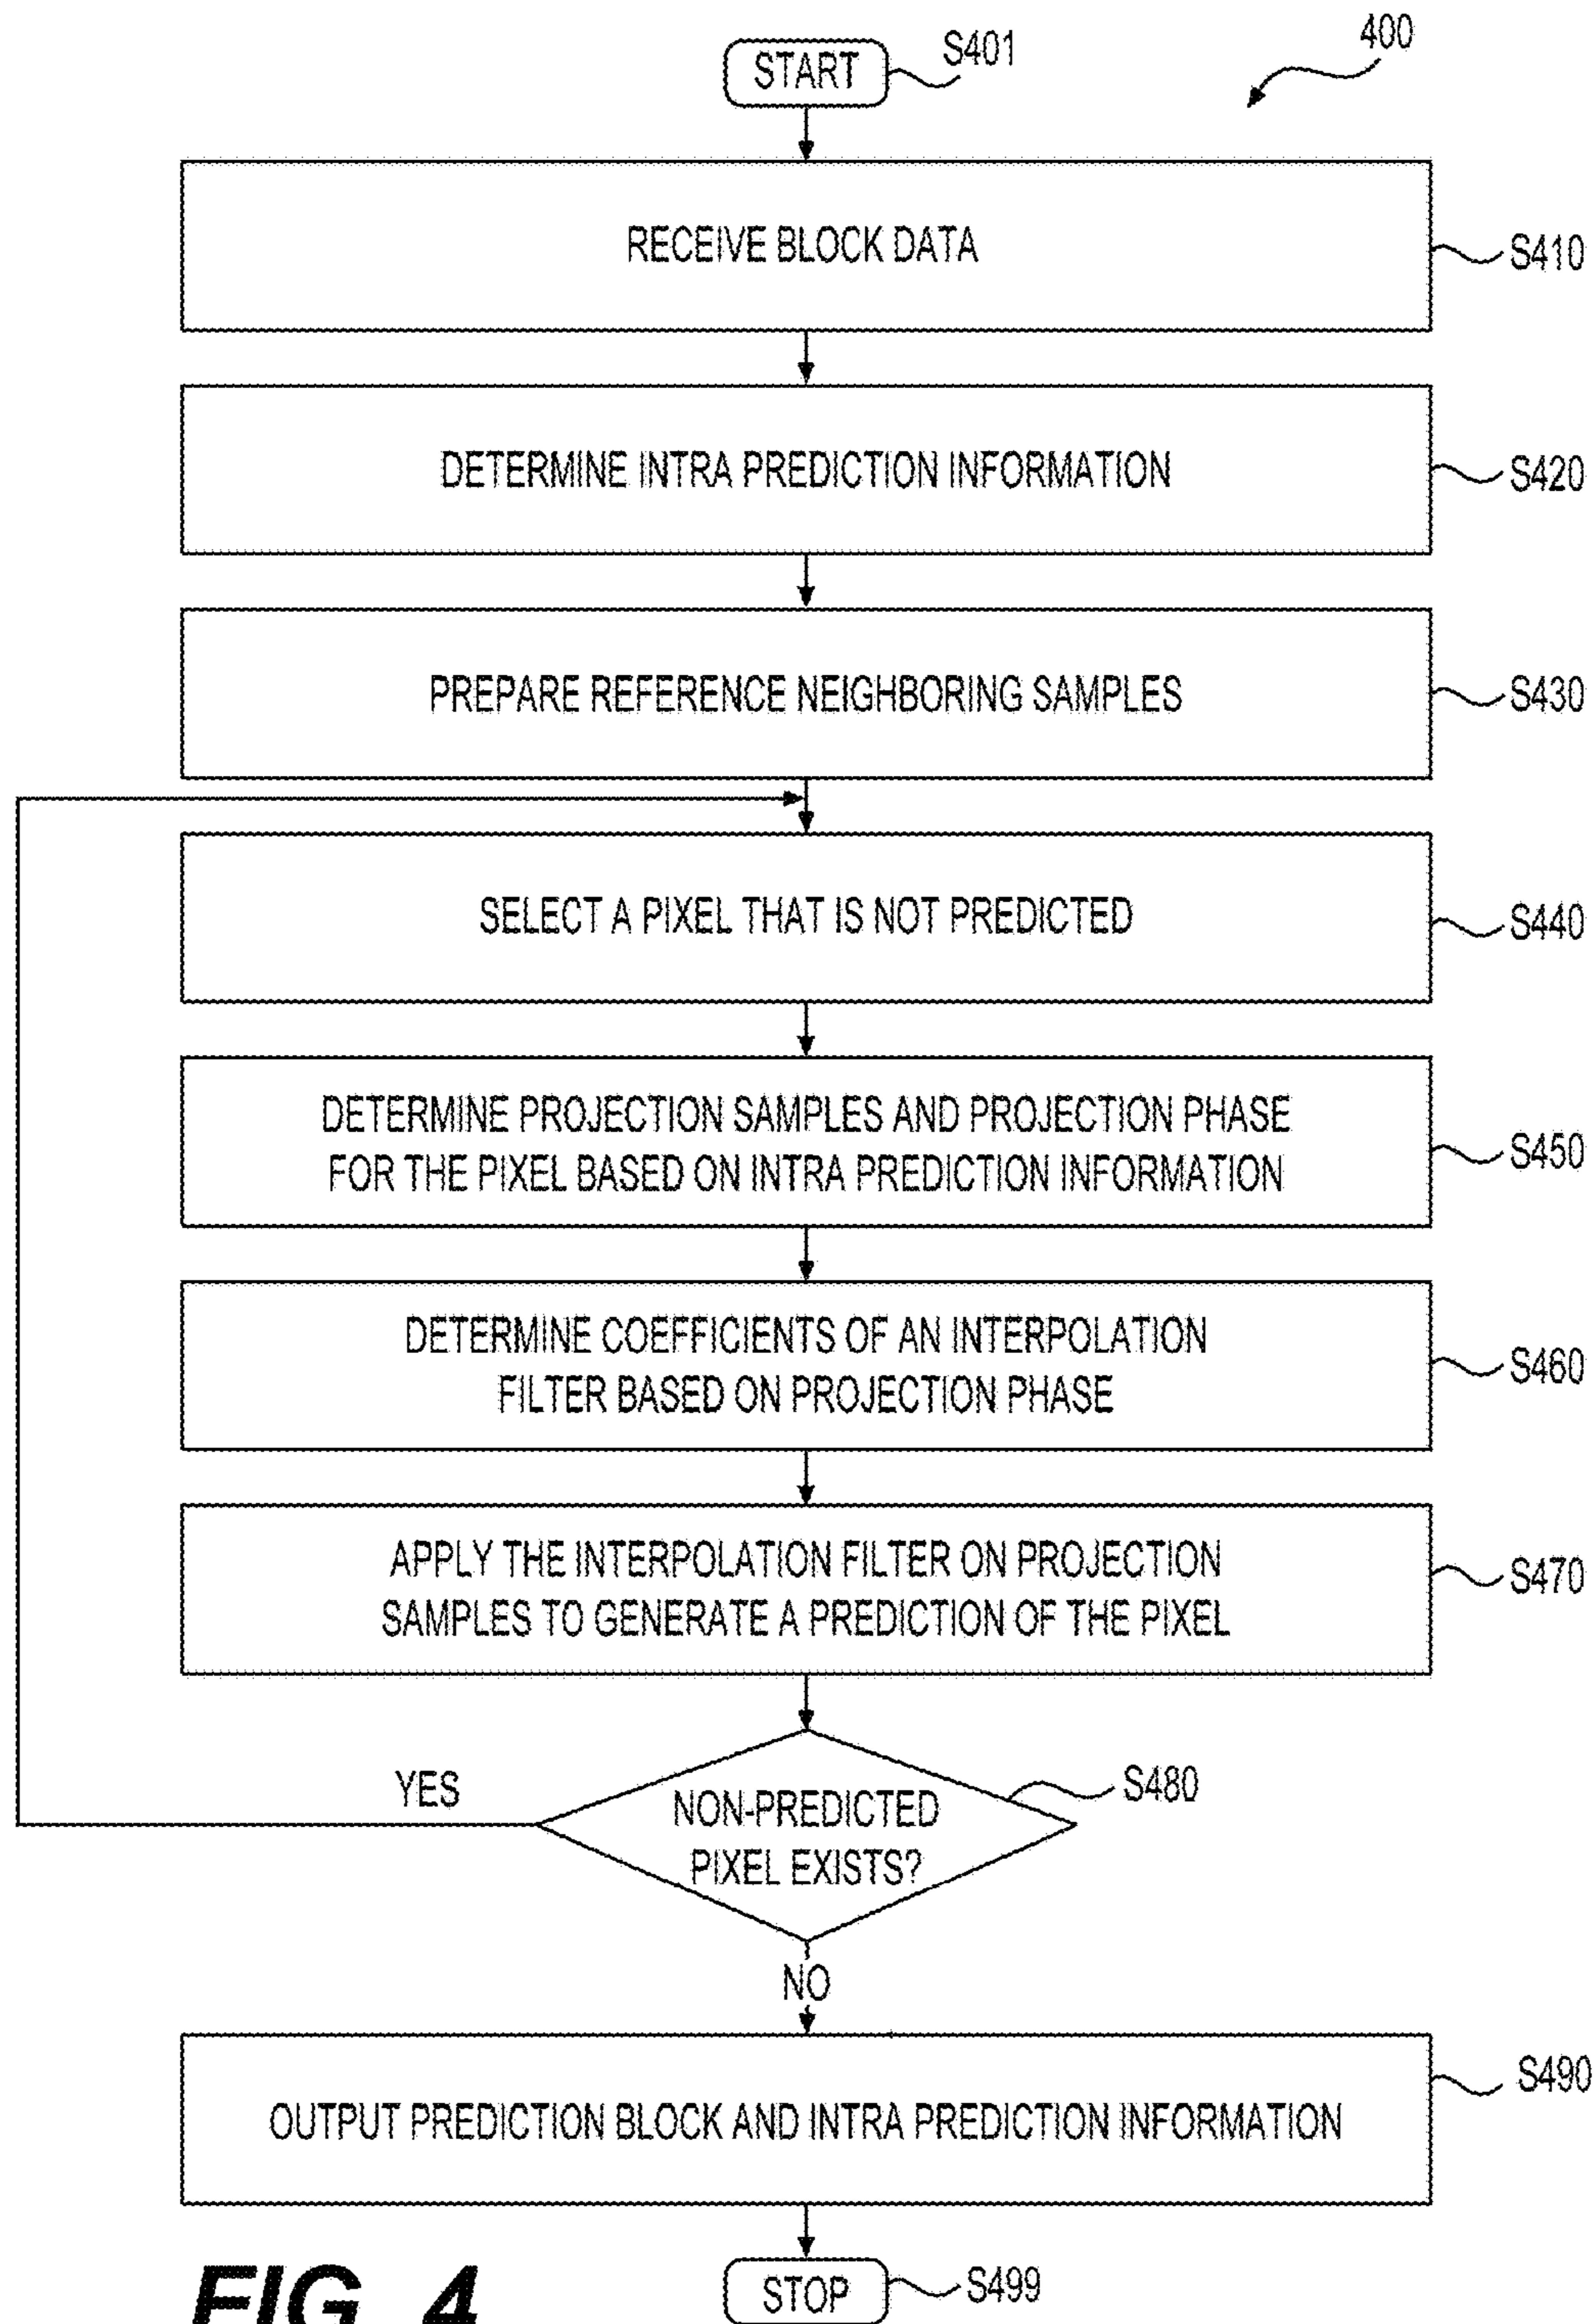 400
START
S401
RECEIVE BLOCK DATA
S410
DETERMINE INTRA PREDICTION INFORMATION
S420
PREPARE REFERENCE NEIGHBORING SAMPLES
S430
SELECT A PIXEL THAT IS NOT PREDICTED
S440
DETERMINE PROJECTION SAMPLES AND PROJECTION PHASE
FOR THE PIXEL BASED ON INTRA PREDICTION INFORMATION
S450
DETERMINE COEFFICIENTS OF AN INTERPOLATION
FILTER BASED ON PROJECTION PHASE
S460
APPLY THE INTERPOLATION FILTER ON PROJECTION
SAMPLES TO GENERATE A PREDICTION OF THE PIXEL
S470
YES
NON-PREDICTED
PIXEL EXISTS?
S480
NO
OUTPUT PREDICTION BLOCK AND INTRA PREDICTION INFORMATION
S490
STOP
S499
FIG. 4